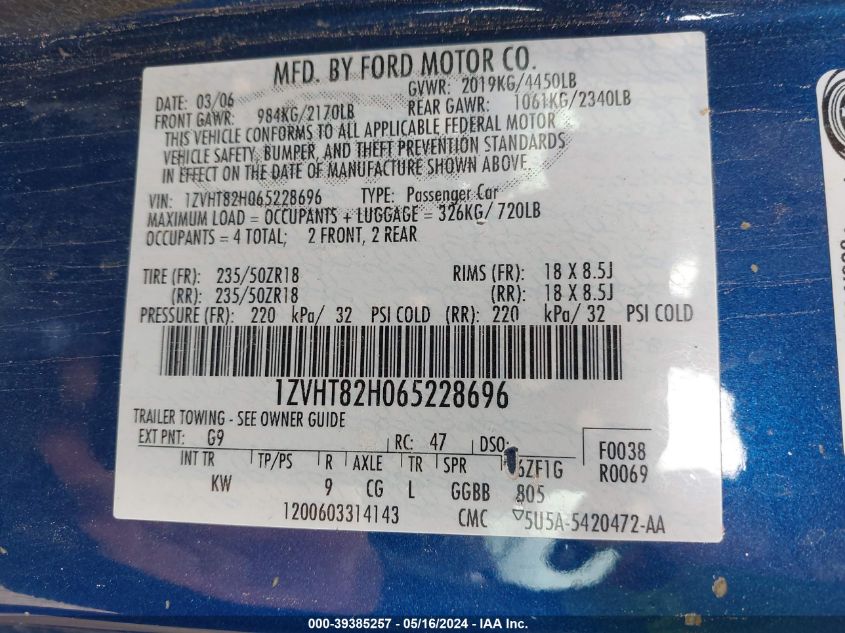 MFD. BY FORD MOTOR CO.
DATE: 03/06 GVWR: 2019KG/4450LB
FRONT GAWR: 984KG/2170LB REAR GAWR: 1061KG/2340LB
THIS VEHICLE CONFORMS TO ALL APPLICABLE FEDERAL MOTOR
VEHICLE SAFETY, BUMPER, AND THEFT PREVENTION STANDARDS
IN EFFECT ON THE DATE OF MANUFACTURE SHOWN ABOVE.
VIN: 1ZVHT82H065228696 TYPE: Passenger Car
MAXIMUM LOAD = OCCUPANTS + LUGGAGE = 326KG/ 720LB
OCCUPANTS = 4 TOTAL; 2 FRONT, 2 REAR
TIRE (FR): 235/50ZR18 RIMS (FR): 18 X 8.5J
(RR): 235/50ZR18 (RR): 18 X 8.5J
PRESSURE (FR): 220 kPa/ 32 PSI COLD (RR): 220 kPa/ 32 PSI COLD
1ZVHT82H065228696
TRAILER TOWING - SEE OWNER GUIDE
EXT PNT: G9 RC: 47 DSO: F0038
INT TR TP/PS R AXLE TR SPR 6ZF1G R0069
KW 9 CG L GGBB 805
1200603314143 CMC 5U5A-5420472-AA
000-39385257 - 05/16/2024 - IAA Inc.